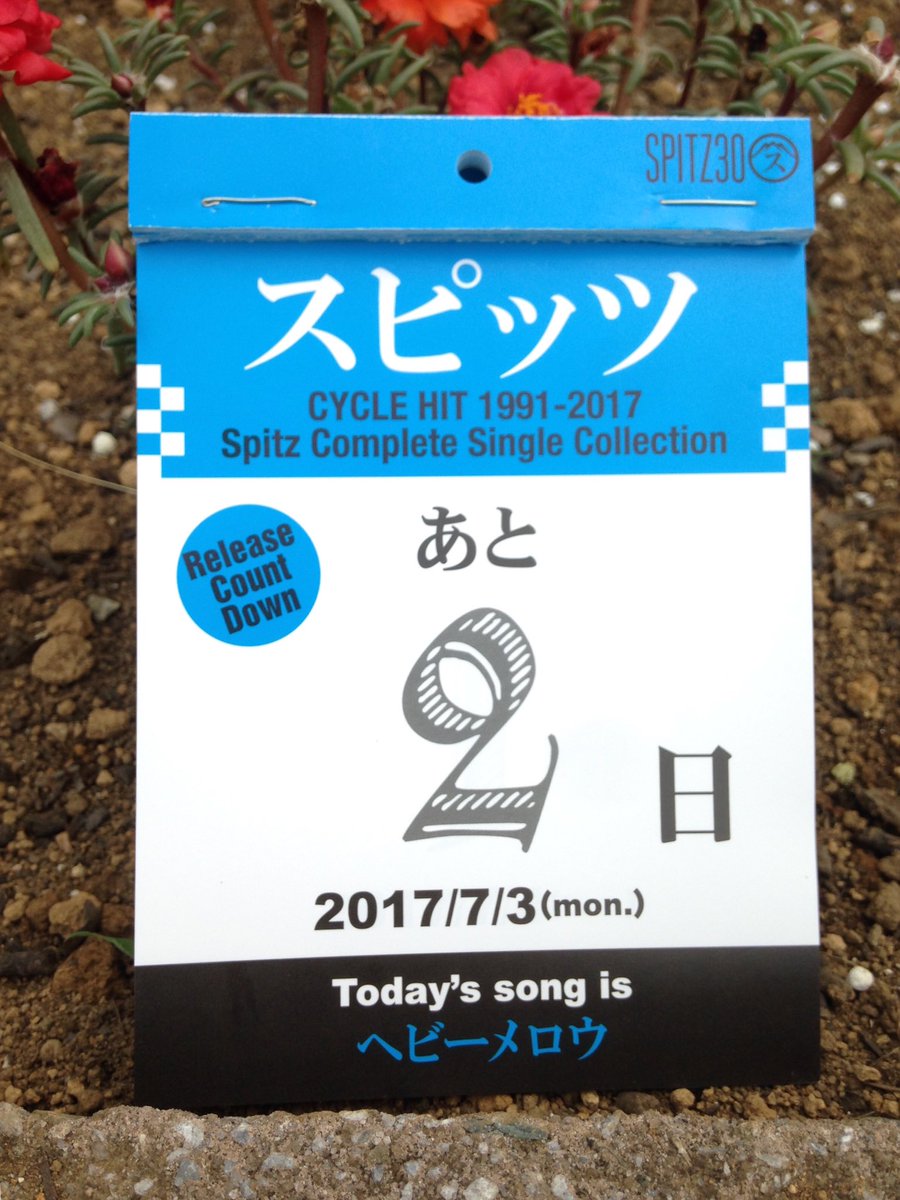 SPITZ30 ス
スピッツ
CYCLE HIT 1991-2017
Spitz Complete Single Collection
Release
Count
Down
あと
2
日
2017/7/3(mon.)
Today's song is
ヘビーメロウ